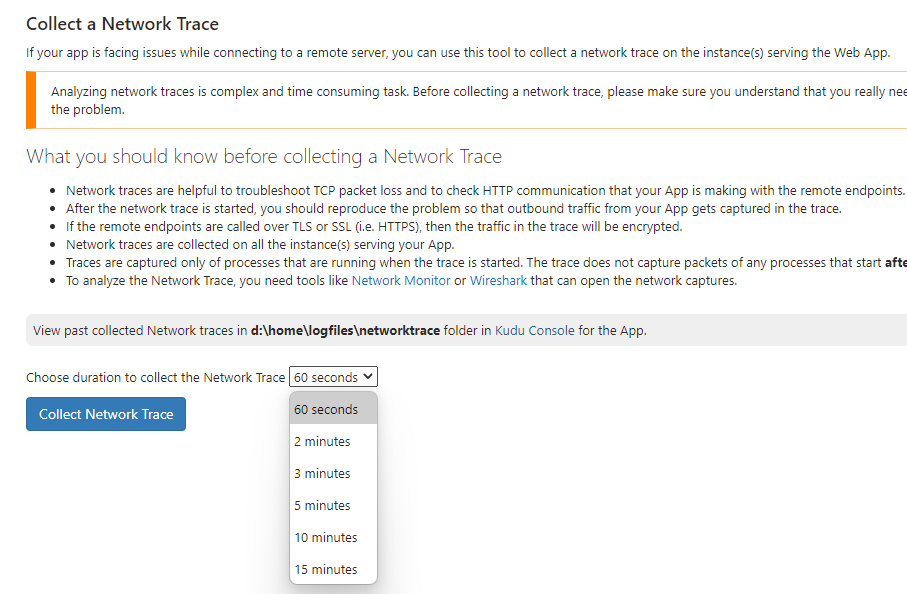 Collect a Network Trace
If your app is facing issues while connecting to a remote server, you can use this tool to collect a network trace on the instance(s) serving the Web App.
Analyzing network traces is complex and time consuming task. Before collecting a network trace, please make sure you understand that you really
the problem.
What you should know before collecting a Network Trace
• Network traces are helpful to troubleshoot TCP packet loss and to check HTTP communication that your App is making with the remote endpoints.
• After the network trace is started, you should reproduce the problem so that outbound traffic from your App gets captured in the trace.
• If the remote endpoints are called over TLS or SSL (i.e. HTTPS), then the traffic in the trace will be encrypted.
• Network traces are collected on all the instance(s) serving your App.
• Traces are captured only of processes that are running when the trace is started. The trace does not capture packets of any processes that start
• To analyze the Network Trace, you need tools like Network Monitor or Wireshark that can open the network captures.
View past collected Network traces in d:\home\logfiles\networktrace folder in Kudu Console for the App.
Choose duration to collect the Network Trace 60 seconds
Collect Network Trace
60 seconds
2 minutes
3 minutes
5 minutes
10 minutes
15 minutes